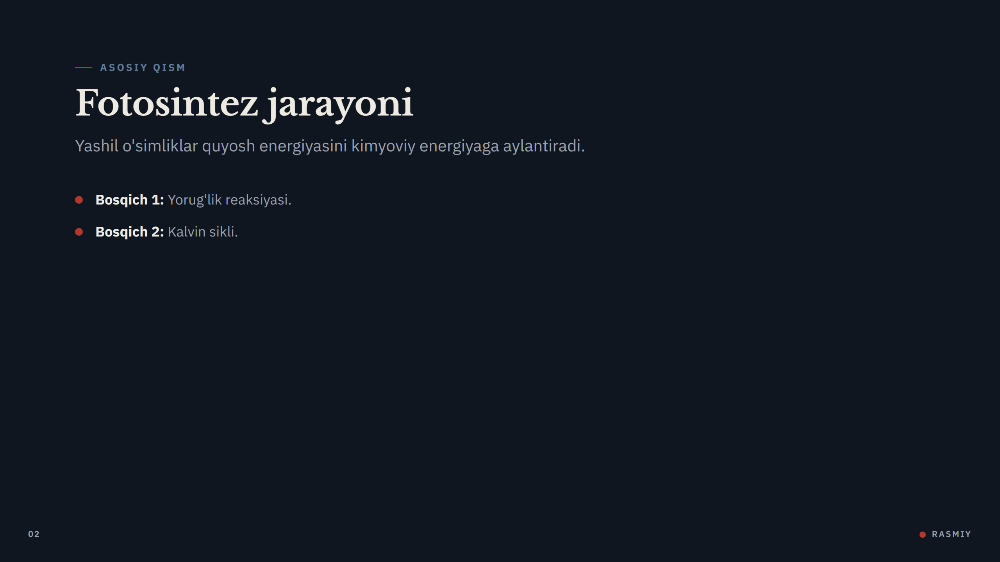 ASOSIY QISM
Fotosintez jarayoni
Yashil o'simliklar quyosh energiyasini kimyoviy energiyaga aylantiradi.
Bosqich 1: Yorug'lik reaksiyasi.
Bosqich 2: Kalvin sikli.
02
RASMIY